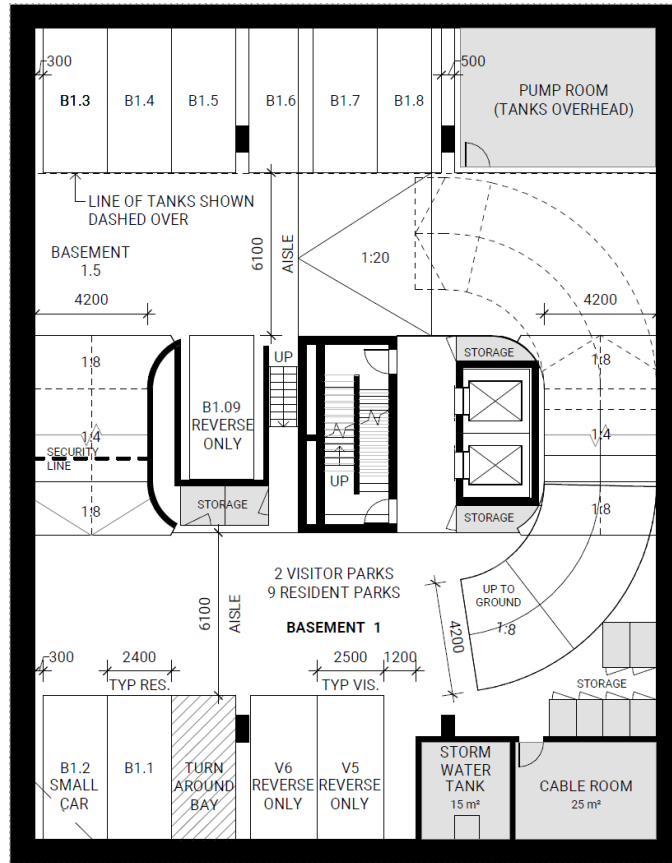 300
500
B1.3
B1.4
B1.5
B1.6
B1.7
B1.8
PUMP ROOM
(TANKS OVERHEAD)
LINE OF TANKS SHOWN
DASHED OVER
6100
AISLE
1:20
BASEMENT
1.5
4200
4200
UP
STORAGE
1:8
1:8
B1.09
REVERSE
ONLY
1:4
1:4
SECURITY
LINE
UP
STORAGE
STORAGE
1:8
1:8
2 VISITOR PARKS
9 RESIDENT PARKS
BASEMENT 1
6100
AISLE
UP TO
GROUND
1:8
4200
300
2400
TYP RES.
2500
TYP VIS.
1200
STORAGE
B1.2
SMALL
CAR
B1.1
TURN
AROUND
BAY
V6
REVERSE
ONLY
V5
REVERSE
ONLY
STORM
WATER
TANK
15 m²
CABLE ROOM
25 m²